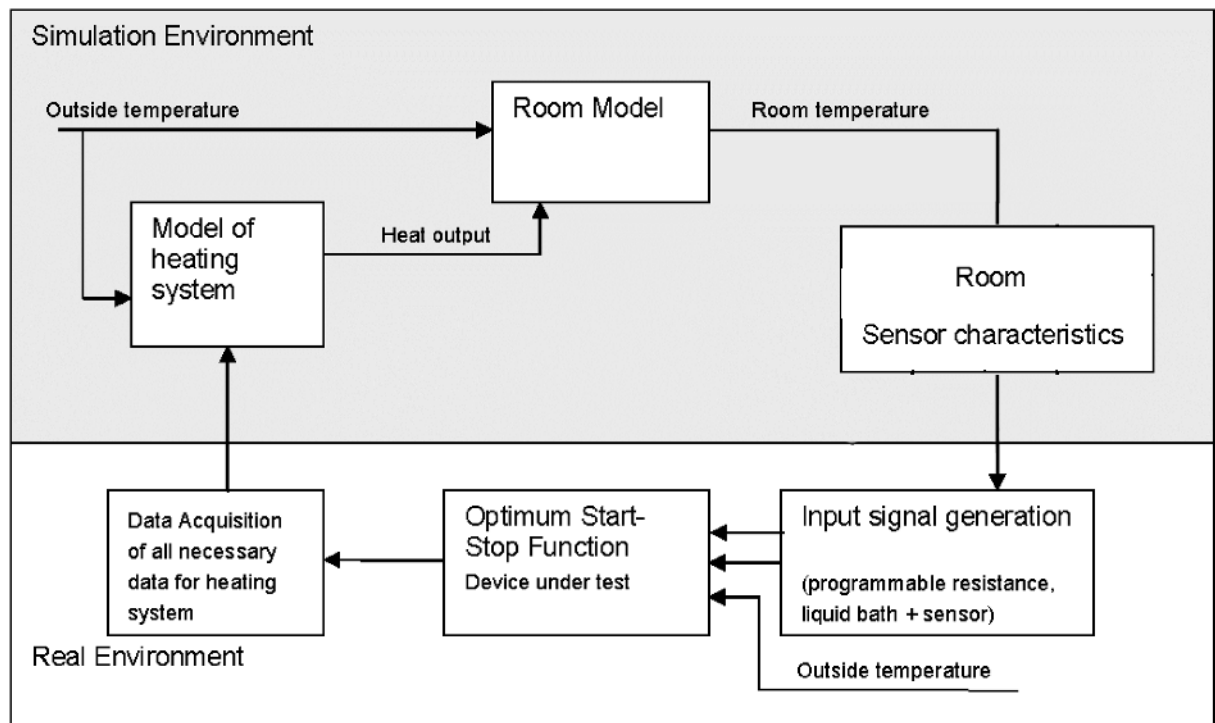 Simulation Environment
Outside temperature
Room Model
Room temperature
Model of
heating
system
Heat output
Room
Sensor characteristics
Data Acquisition
of all necessary
data for heating
system
Optimum Start-
Stop Function
Device under test
Input signal generation
(programmable resistance,
liquid bath + sensor)
Real Environment
Outside temperature